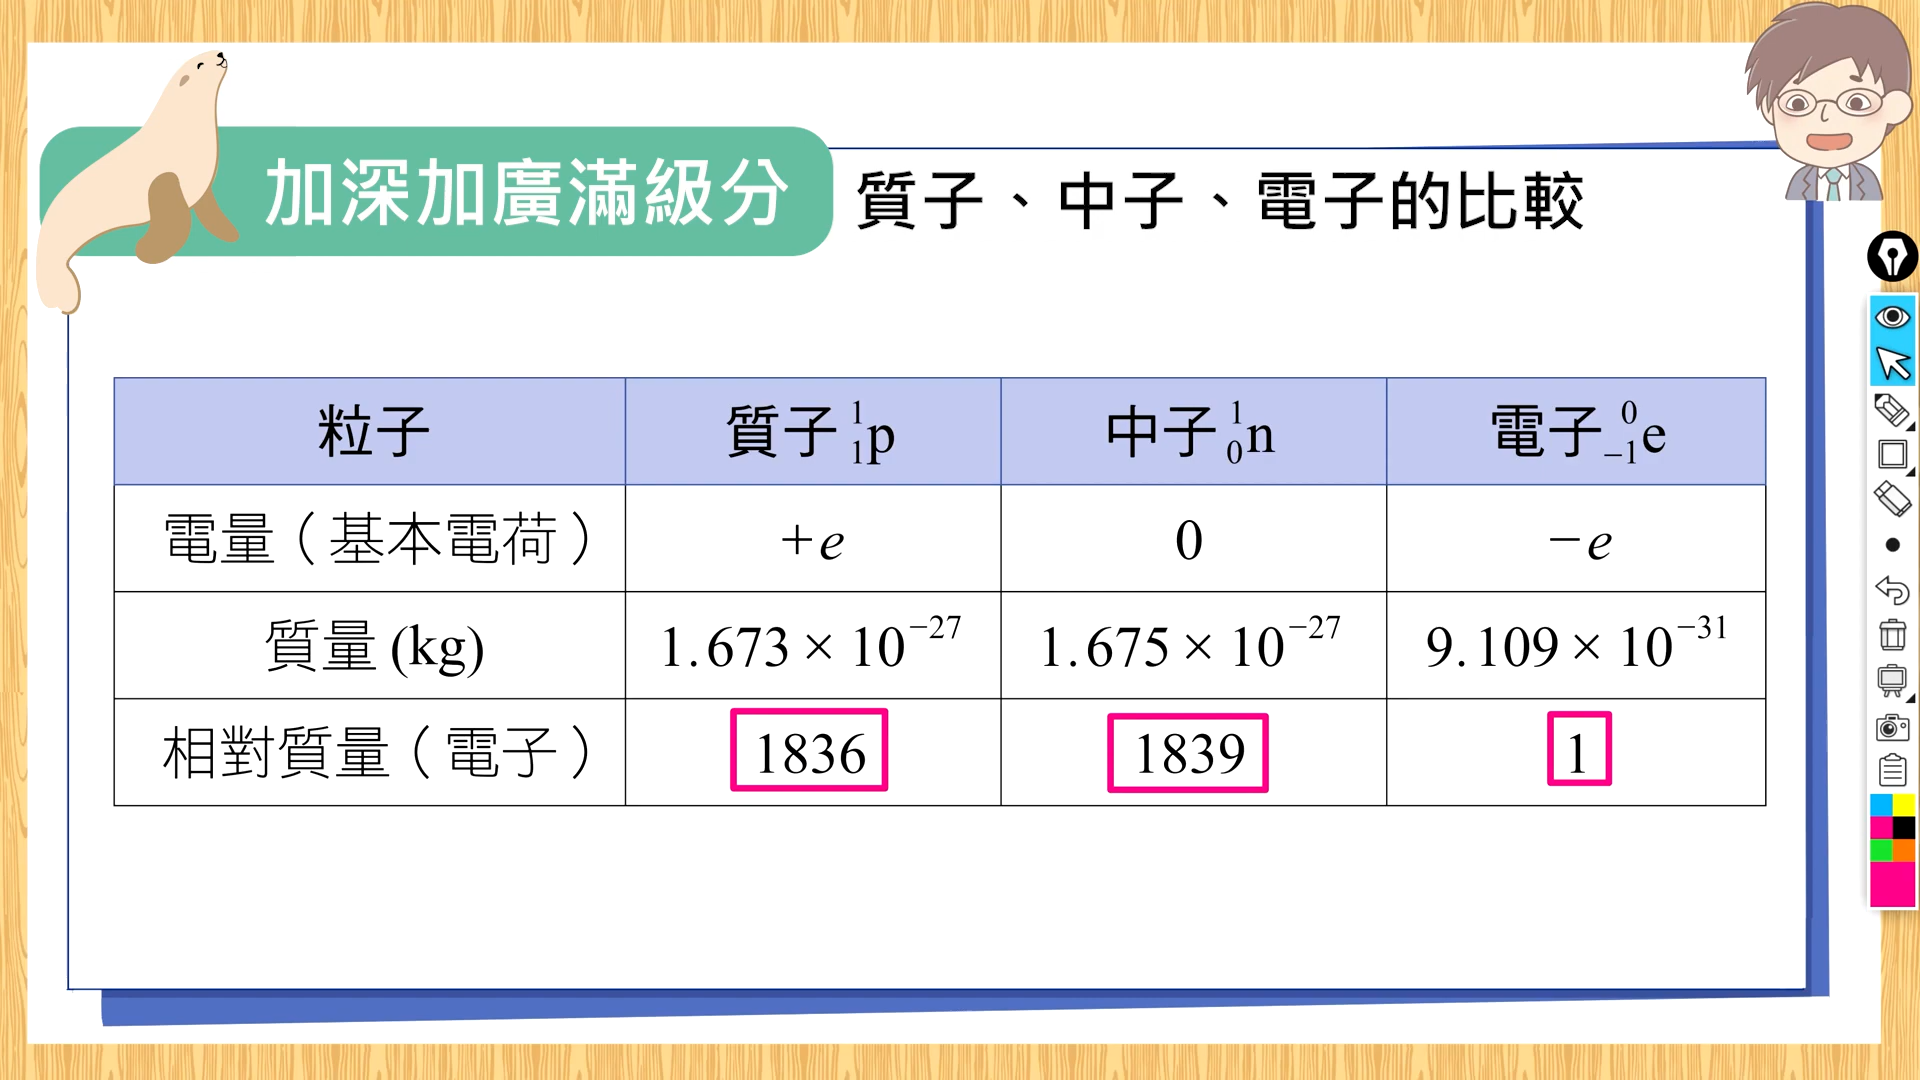 加深加廣滿級分 質子、中子、電子的比較
粒子 質子 ¹₁p 中子 ¹₀n 電子 ⁰₋₁e
電量（基本電荷） +e 0 −e
質量 (kg) 1.673 × 10⁻²⁷ 1.675 × 10⁻²⁷ 9.109 × 10⁻³¹
相對質量（電子） 1836 1839 1